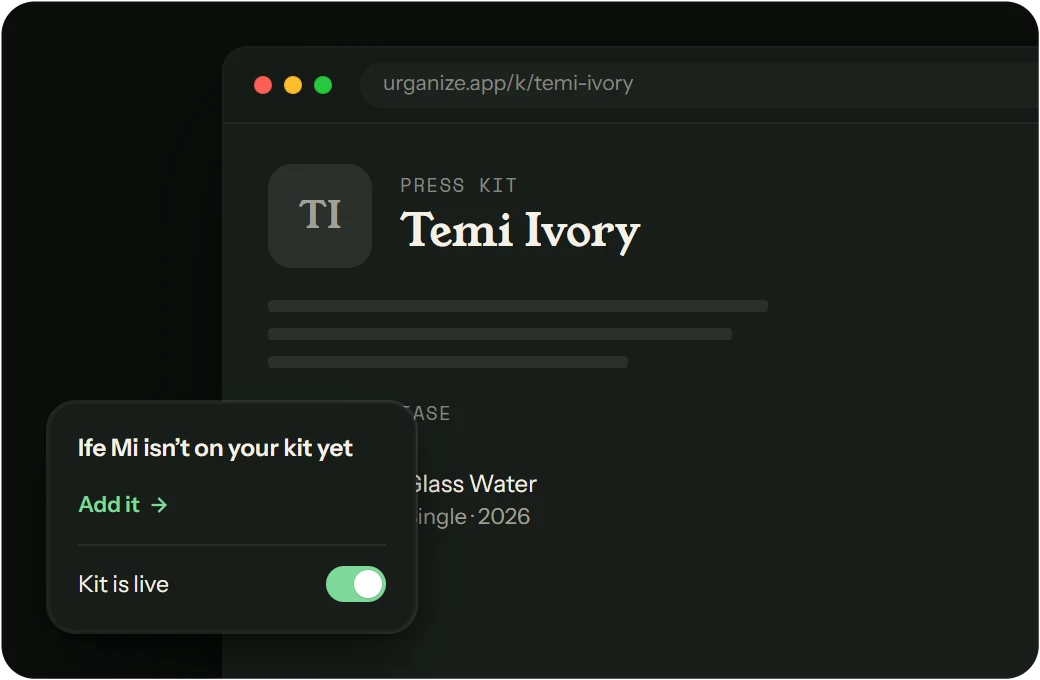 urganize.app/k/temi-ivory
TI
PRESS KIT
Temi Ivory
Glass Water
2026
Ife Mi isn’t on your kit yet
Add it →
Kit is live